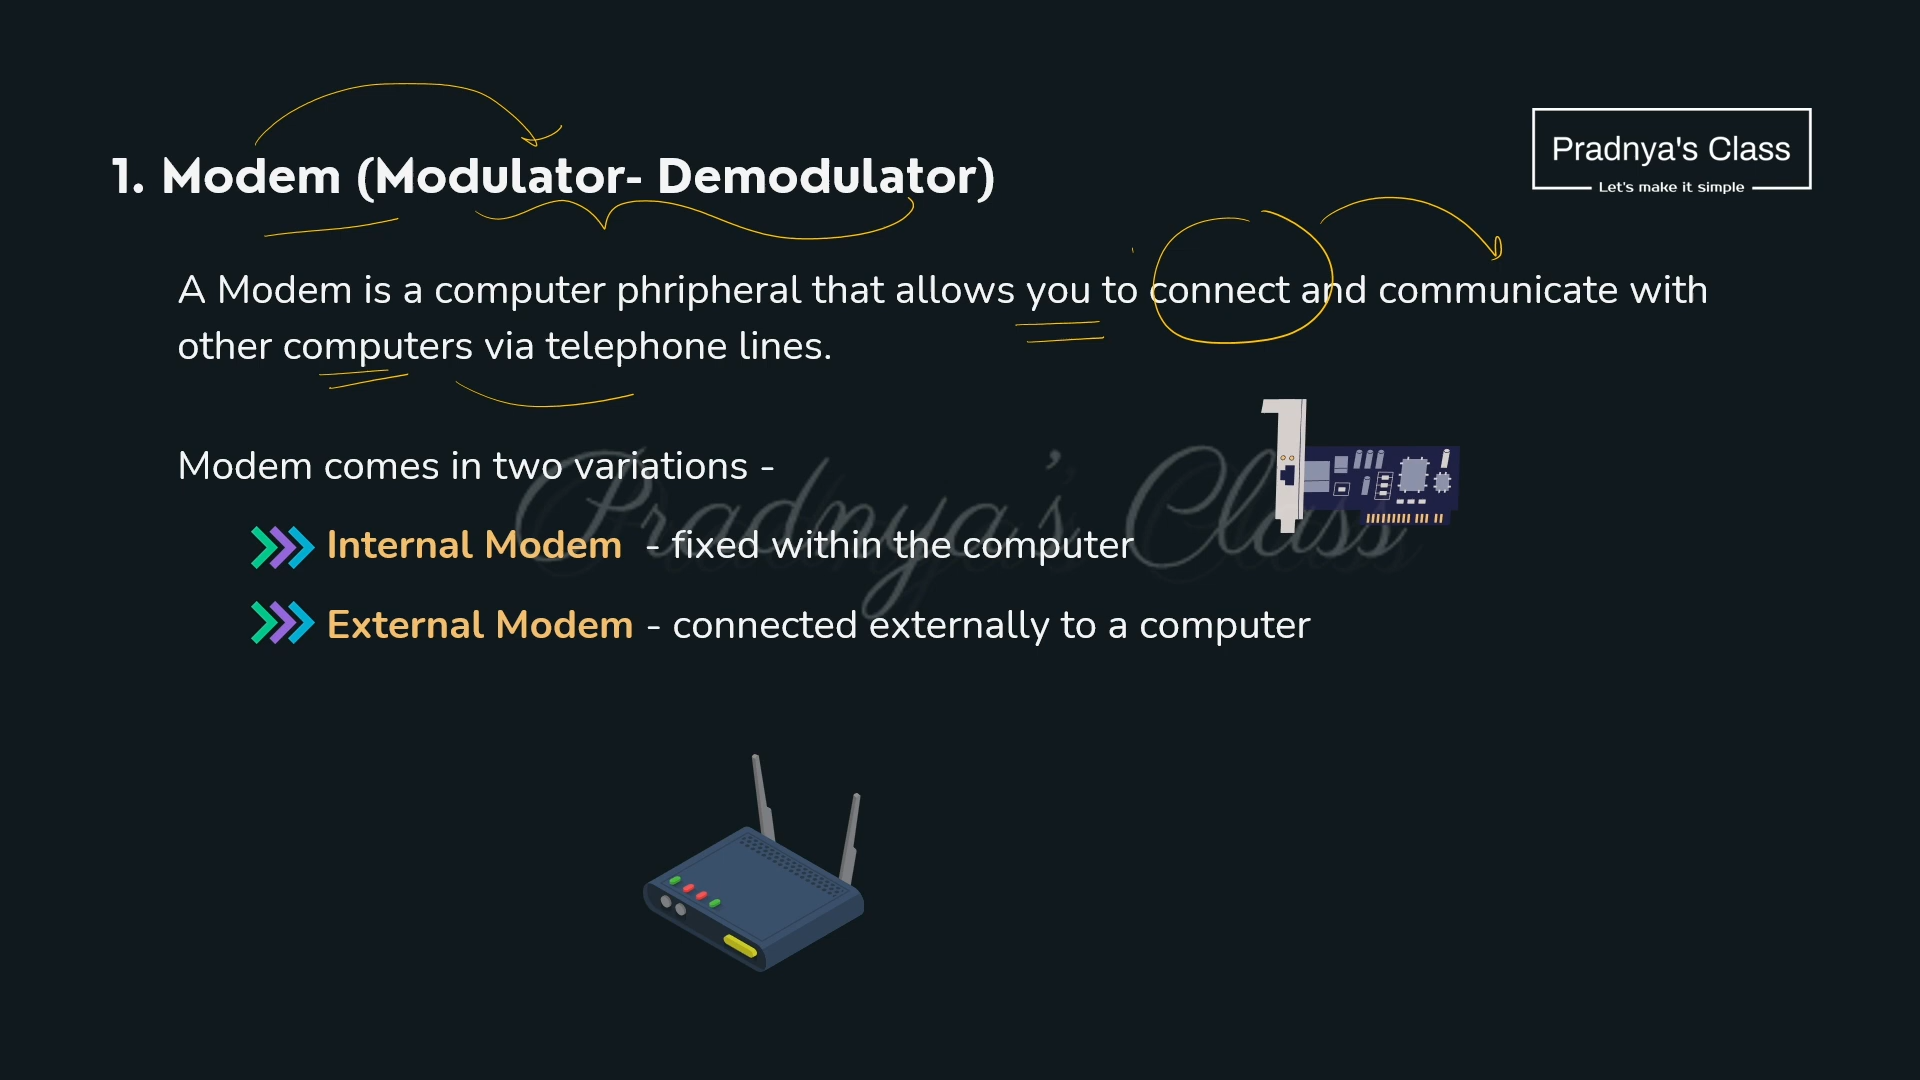 Pradnya's Class
Let's make it simple
1. Modem (Modulator- Demodulator)
A Modem is a computer phripheral that allows you to connect and communicate with
other computers via telephone lines.
Modem comes in two variations -
Pradnya's Class
Internal Modem - fixed within the computer
External Modem - connected externally to a computer